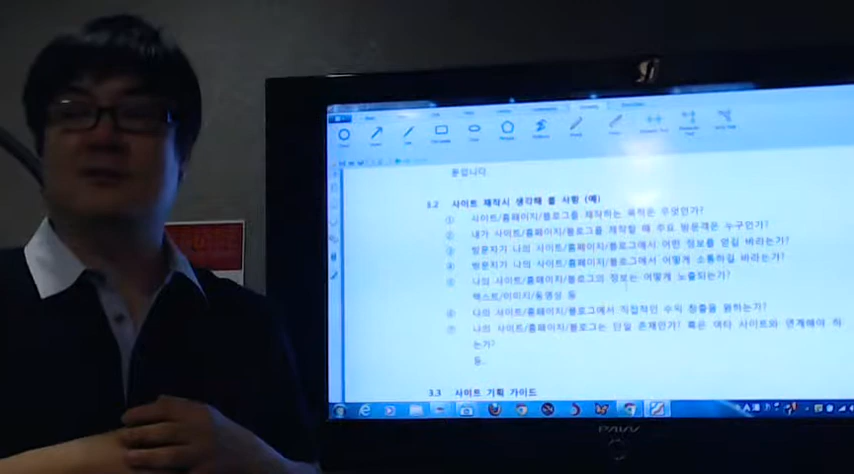 문입니다.
3.2 사이트 제작시 생각해 볼 사항 (예)
① 사이트/홈페이지/블로그를 제작하는 목적은 무엇인가?
② 내가 사이트/홈페이지/블로그를 제작할 때 주요 방문객은 누구인가?
③ 방문자가 나의 사이트/홈페이지/블로그에서 어떤 정보를 얻길 바라는가?
④ 방문자가 나의 사이트/홈페이지/블로그에서 어떻게 소통하길 바라는가?
⑤ 나의 사이트/홈페이지/블로그의 정보는 어떻게 노출되는가?
텍스트/이미지/동영상 등
⑥ 나의 사이트/홈페이지/블로그에서 직접적인 수익 창출을 원하는가?
⑦ 나의 사이트/홈페이지/블로그는 단일 존재인가? 혹은 여타 사이트와 연계해야 하
는가?
등.
3.3 사이트 기획 가이드